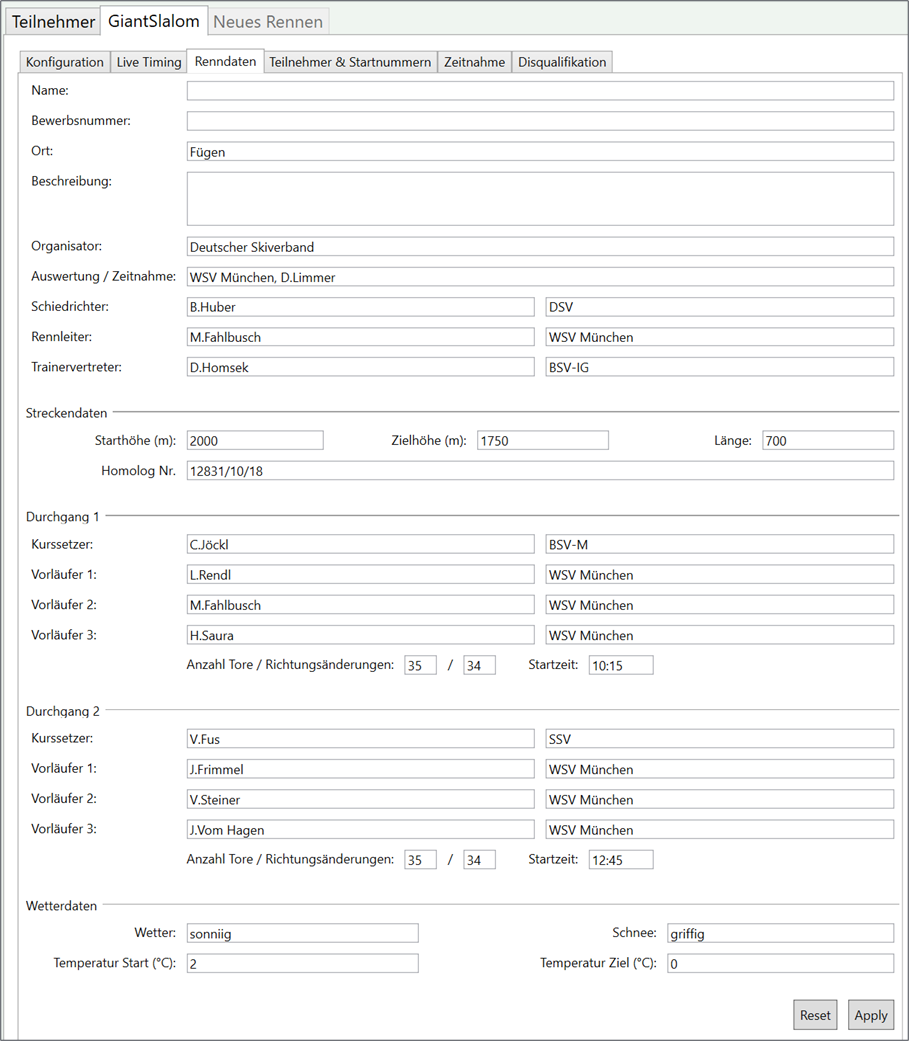 Teilnehmer GiantSlalom Neues Rennen
Konfiguration Live Timing Renndaten Teilnehmer & Startnummern Zeitnahme Disqualifikation
Name:
Bewerbsnummer:
Ort: Fügen
Beschreibung:
Organisator: Deutscher Skiverband
Auswertung / Zeitnahme: WSV München, D.Limmer
Schiedrichter: B.Huber DSV
Rennleiter: M.Fahlbusch WSV München
Trainervertreter: D.Homsek BSV-IG
Streckendaten
Starthöhe (m): 2000 Zielhöhe (m): 1750 Länge: 700
Homolog Nr. 12831/10/18
Durchgang 1
Kurssetzer: C.Jöckl BSV-M
Vorläufer 1: L.Rendl WSV München
Vorläufer 2: M.Fahlbusch WSV München
Vorläufer 3: H.Saura WSV München
Anzahl Tore / Richtungsänderungen: 35 / 34 Startzeit: 10:15
Durchgang 2
Kurssetzer: V.Fus SSV
Vorläufer 1: J.Frimmel WSV München
Vorläufer 2: V.Steiner WSV München
Vorläufer 3: J.Vom Hagen WSV München
Anzahl Tore / Richtungsänderungen: 35 / 34 Startzeit: 12:45
Wetterdaten
Wetter: sonniig Schnee: griffig
Temperatur Start (°C): 2 Temperatur Ziel (°C): 0
Reset Apply